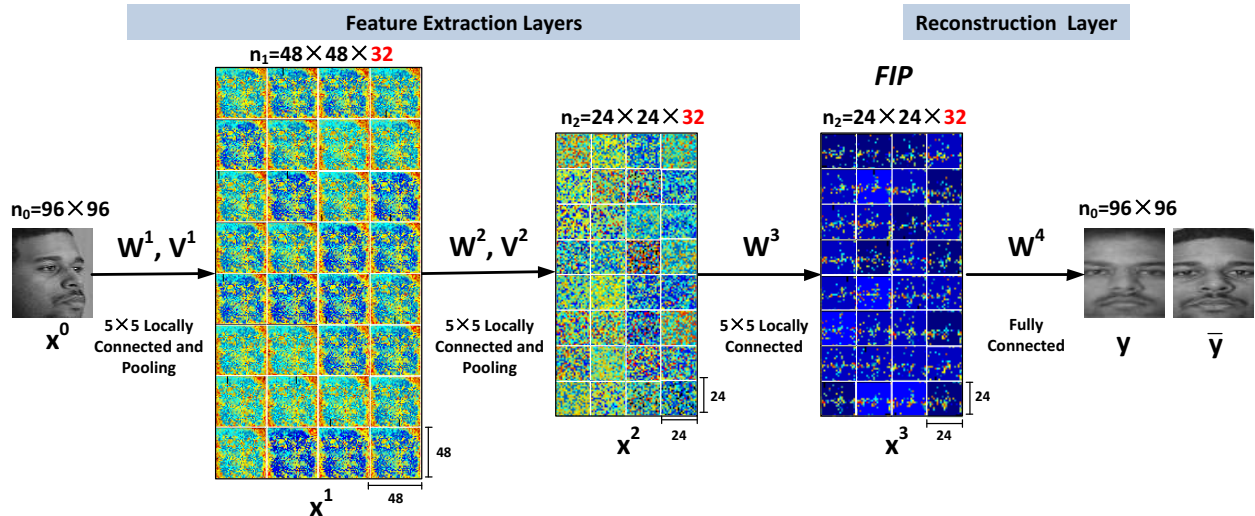 Feature Extraction Layers
Reconstruction Layer
n₁=48×48×32
FIP
n₂=24×24×32
n₂=24×24×32
n₀=96×96
n₀=96×96
W¹, V¹
W², V²
W³
W⁴
5×5 Locally
Connected and
Pooling
5×5 Locally
Connected and
Pooling
5×5 Locally
Connected
Fully
Connected
x⁰
48
48
x¹
24
24
x²
24
24
x³
y
y̅